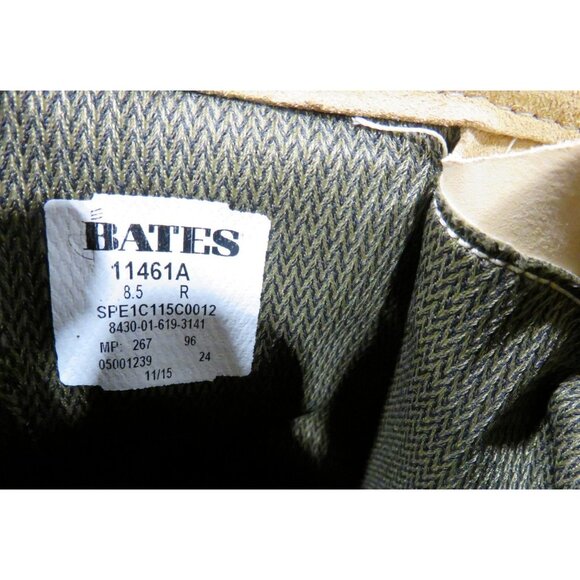 BATES
11461A
8.5 R
SPE1C115C0012
8430-01-619-3141
MP: 267 96
05001239 24
11/15